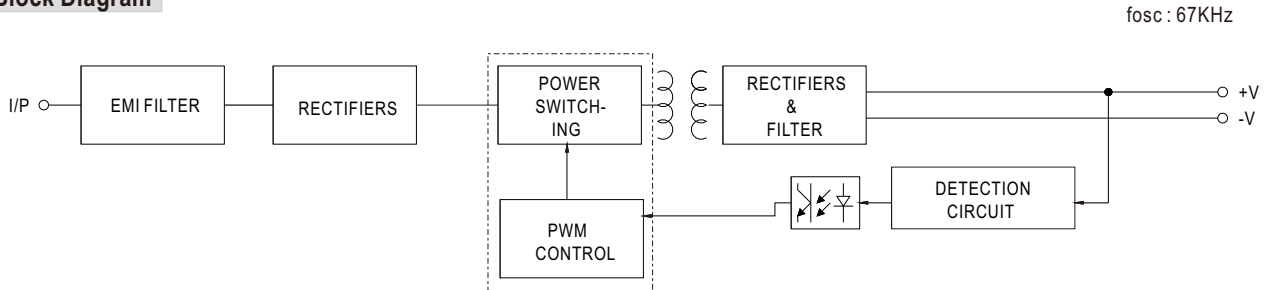 Block Diagram
fosc : 67KHz
I/P
EMI FILTER
RECTIFIERS
POWER
SWITCH-
ING
RECTIFIERS
&
FILTER
+V
-V
DETECTION
CIRCUIT
PWM
CONTROL